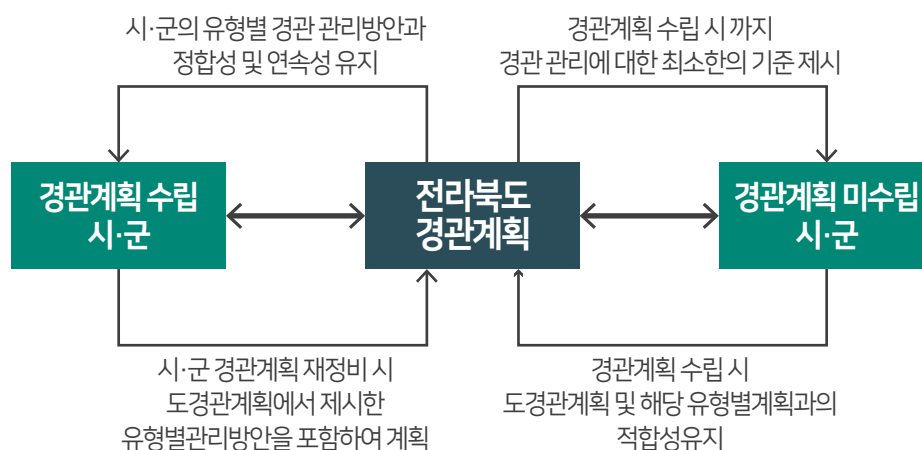 시·군의 유형별 경관 관리방안과
정합성 및 연속성 유지
경관계획 수립 시 까지
경관 관리에 대한 최소한의 기준 제시
경관계획 수립
시·군
전라북도
경관계획
경관계획 미수립
시·군
시·군 경관계획 재정비 시
도경관계획에서 제시한
유형별관리방안을 포함하여 계획
경관계획 수립 시
도경관계획 및 해당 유형별계획과의
적합성유지